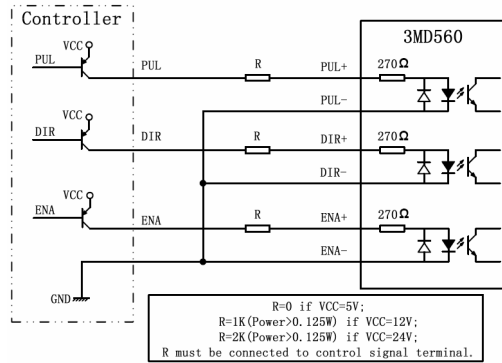 Controller
3MD560
VCC
PUL
PUL
R
PUL+
270Ω
PUL-
VCC
DIR
DIR
R
DIR+
270Ω
DIR-
VCC
ENA
ENA
R
ENA+
270Ω
ENA-
GND
R=0 if VCC=5V;
R=1K(Power>0.125W) if VCC=12V;
R=2K(Power>0.125W) if VCC=24V;
R must be connected to control signal terminal.